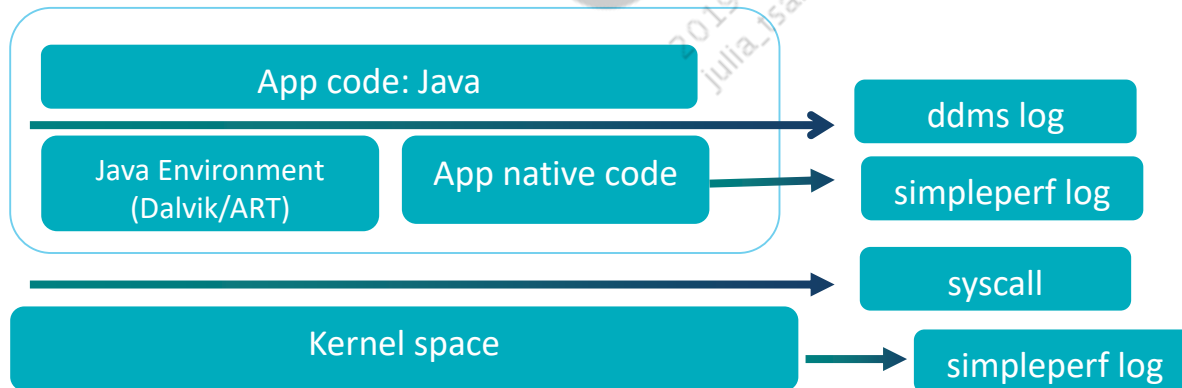 App code: Java
ddms log
Java Environment
(Dalvik/ART)
App native code
simpleperf log
syscall
Kernel space
simpleperf log
2019